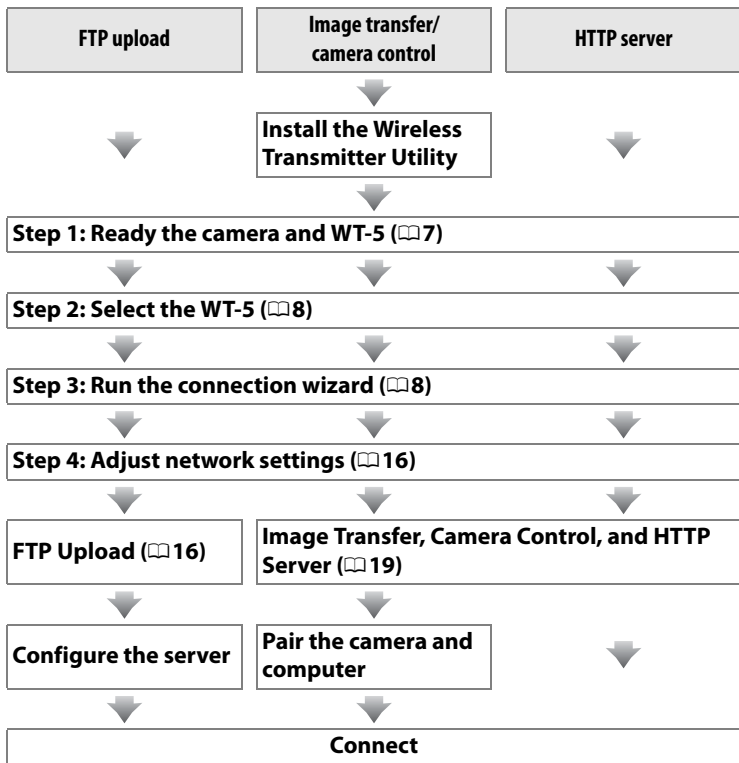 FTP upload
Image transfer/
camera control
HTTP server
Install the Wireless
Transmitter Utility
Step 1: Ready the camera and WT-5 (🕮7)
Step 2: Select the WT-5 (🕮8)
Step 3: Run the connection wizard (🕮8)
Step 4: Adjust network settings (🕮16)
FTP Upload (🕮16)
Image Transfer, Camera Control, and HTTP
Server (🕮19)
Configure the server
Pair the camera and
computer
Connect